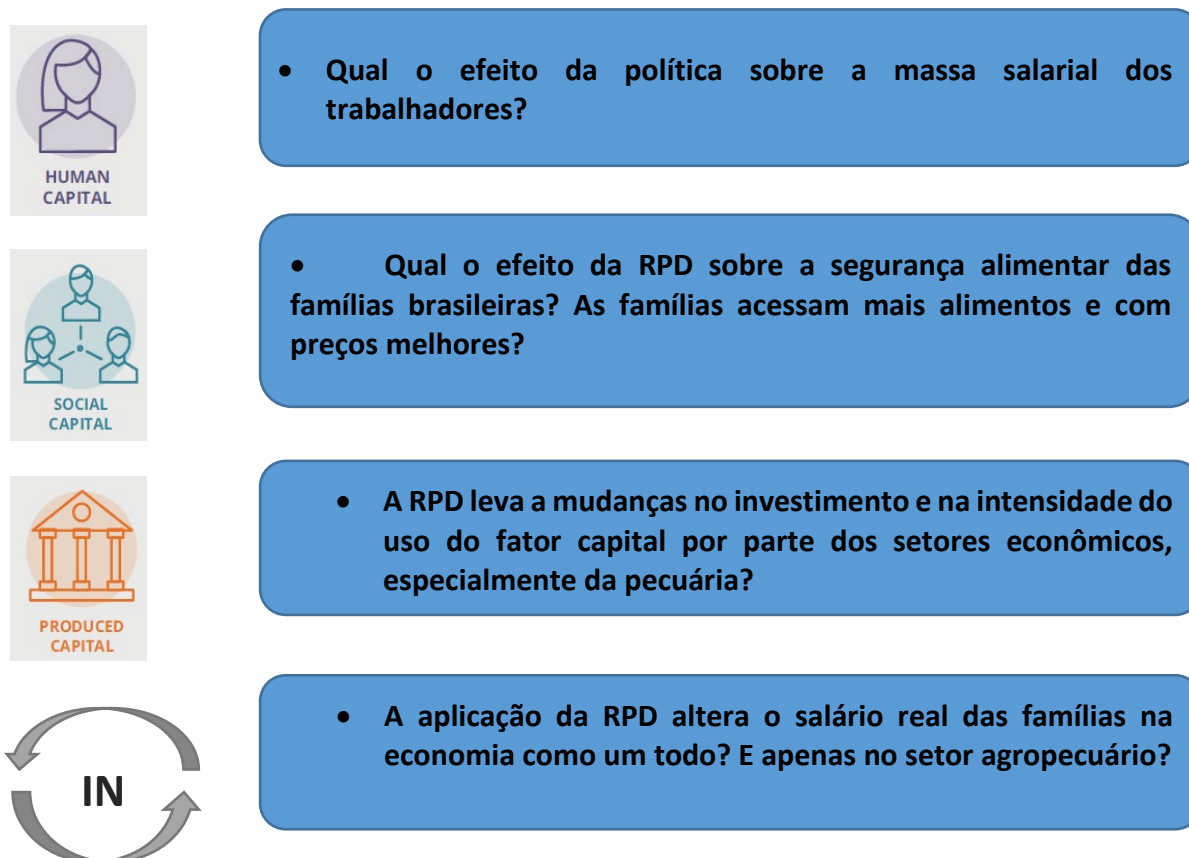 HUMAN
CAPITAL
• Qual o efeito da política sobre a massa salarial dos
trabalhadores?
SOCIAL
CAPITAL
• Qual o efeito da RPD sobre a segurança alimentar das
famílias brasileiras? As famílias acessam mais alimentos e com
preços melhores?
PRODUCED
CAPITAL
• A RPD leva a mudanças no investimento e na intensidade do
uso do fator capital por parte dos setores econômicos,
especialmente da pecuária?
IN
• A aplicação da RPD altera o salário real das famílias na
economia como um todo? E apenas no setor agropecuário?